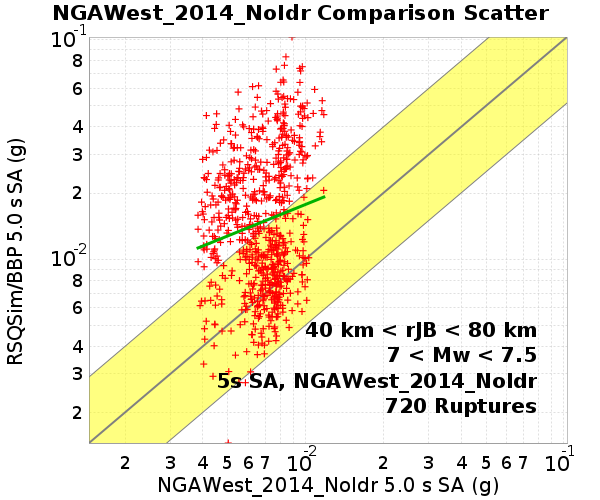 NGAWest_2014_NoIdr Comparison Scatter
10^-1
8
6
4
3
2
10^-2
8
6
4
3
2
RSQSim/BBP 5.0 s SA (g)
40 km < rJB < 80 km
7 < Mw < 7.5
5s SA, NGAWest_2014_NoIdr
720 Ruptures
2 3 4 5 6 7 10^-2 2 3 4 5 6 7 10^-1
NGAWest_2014_NoIdr 5.0 s SA (g)